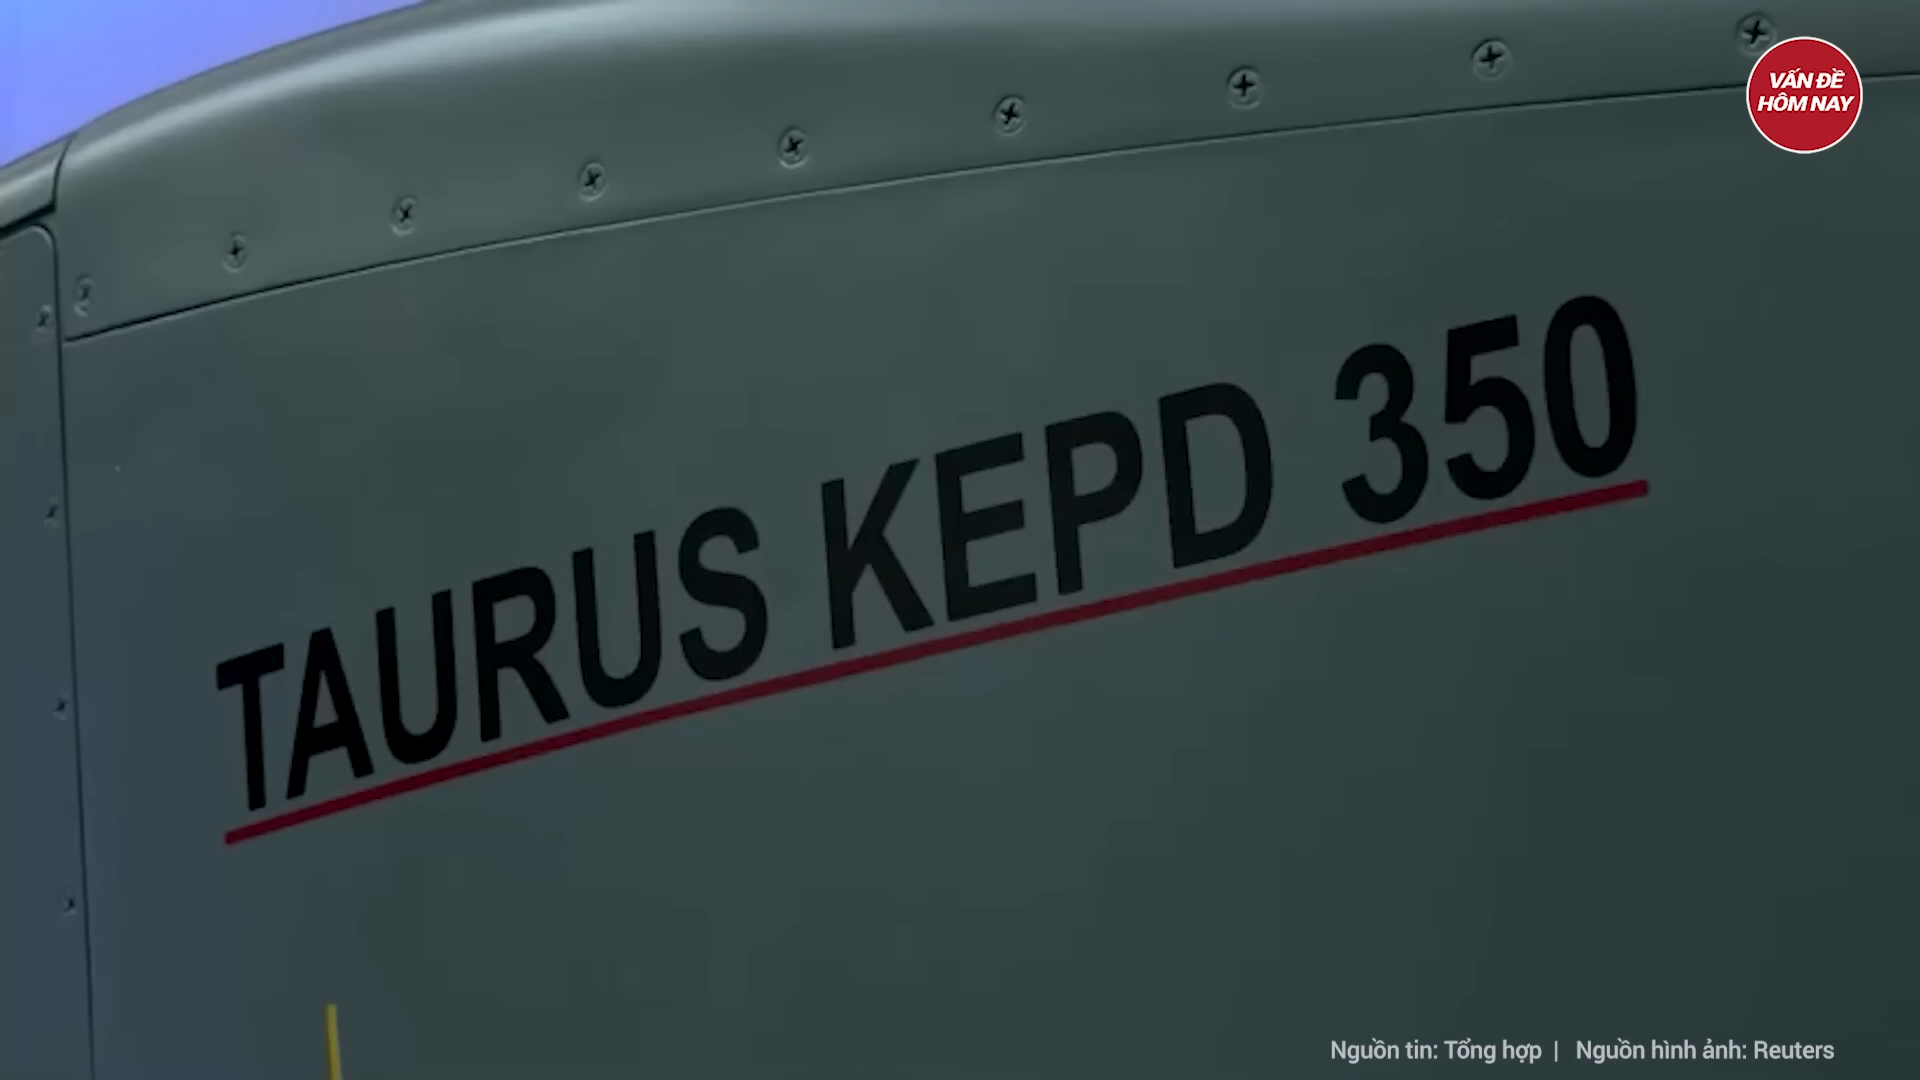 VẤN ĐỀ
HÔM NAY
TAURUS KEPD 350
Nguồn tin: Tổng hợp | Nguồn hình ảnh: Reuters